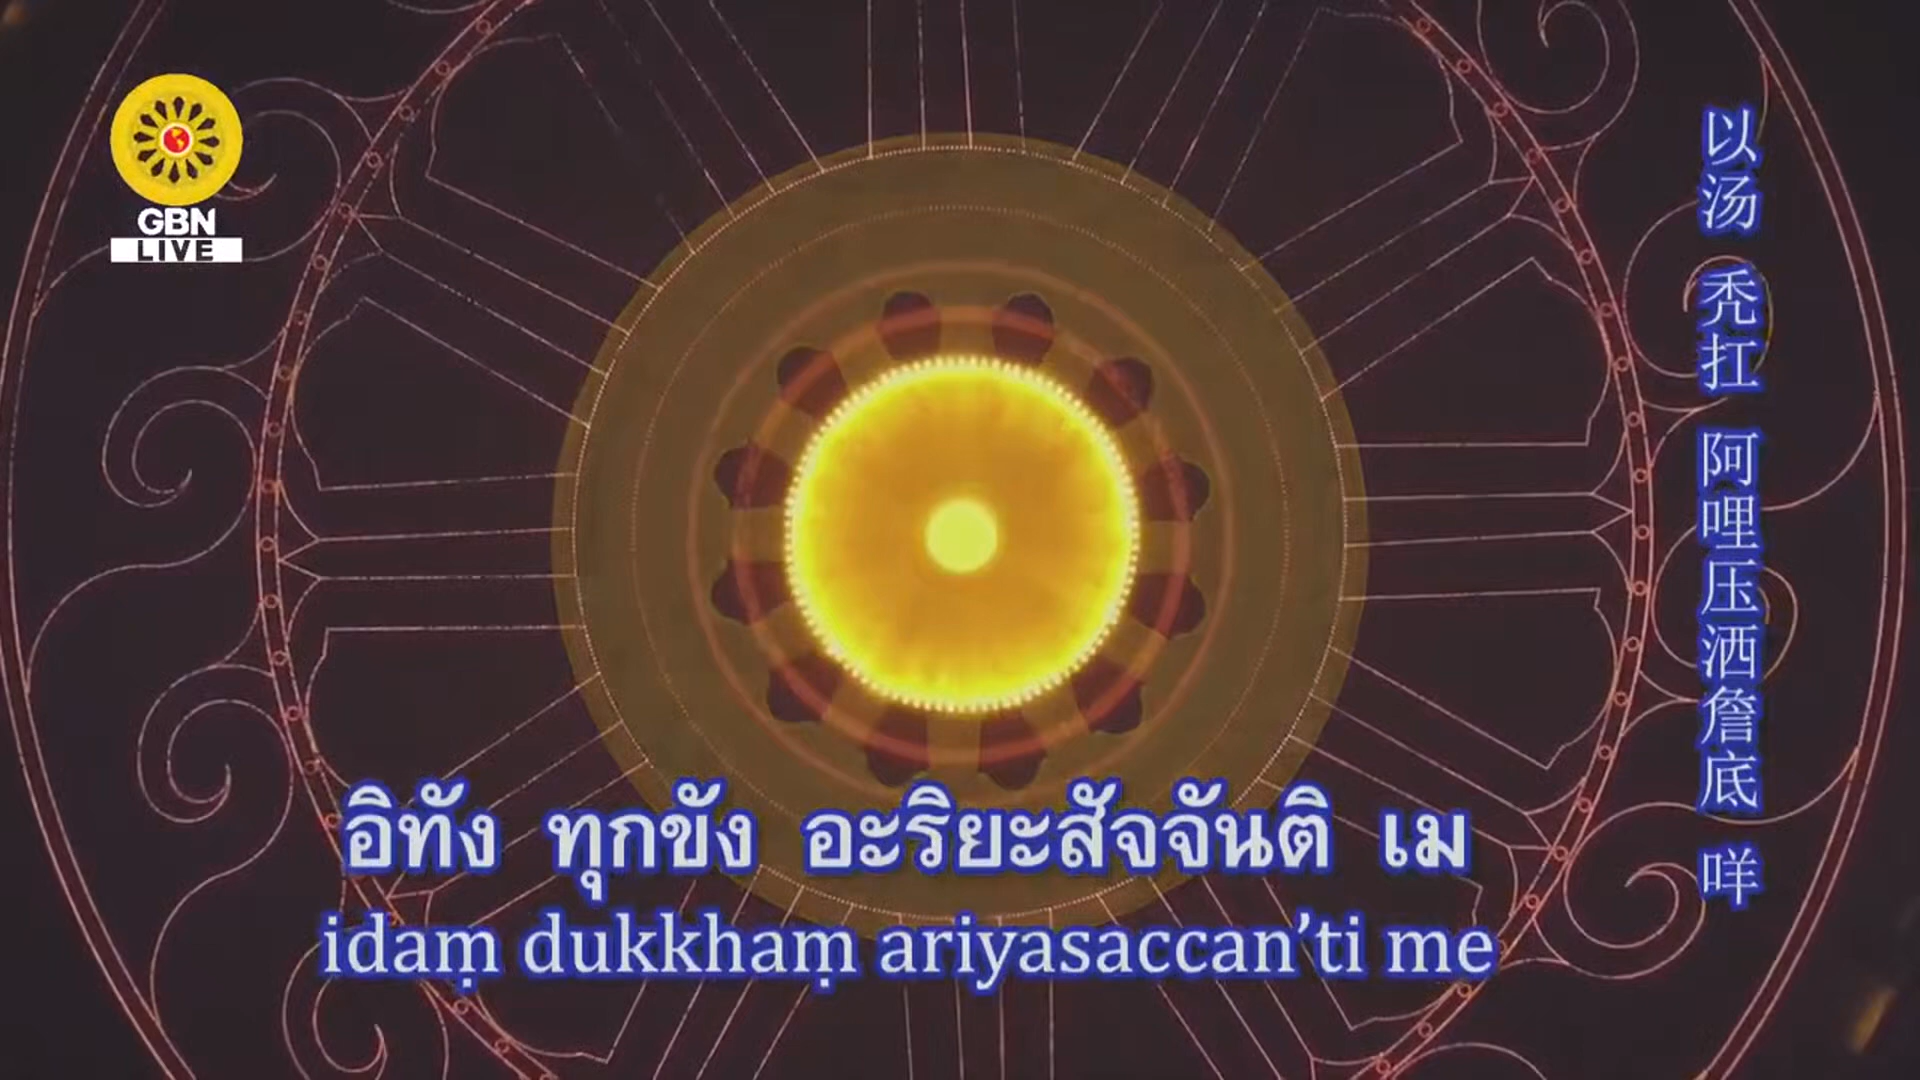 GBN
LIVE
以汤 秃扛 阿哩压洒詹底 咩
อิทัง ทุกขัง อะริยะสัจจันติ เม
idaṃ dukkhaṃ ariyasaccan’ti me